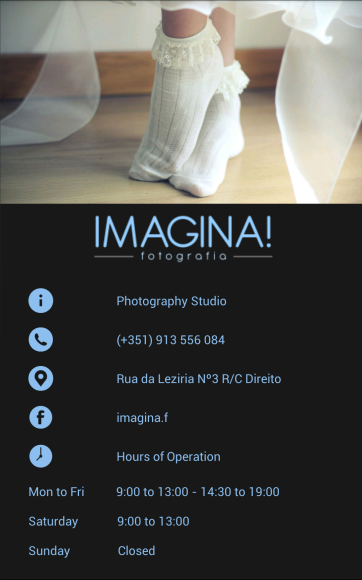 IMAGINA!
fotografia
Photography Studio
(+351) 913 556 084
Rua da Leziria Nº3 R/C Direito
imagina.f
Hours of Operation
Mon to Fri 9:00 to 13:00 - 14:30 to 19:00
Saturday 9:00 to 13:00
Sunday Closed